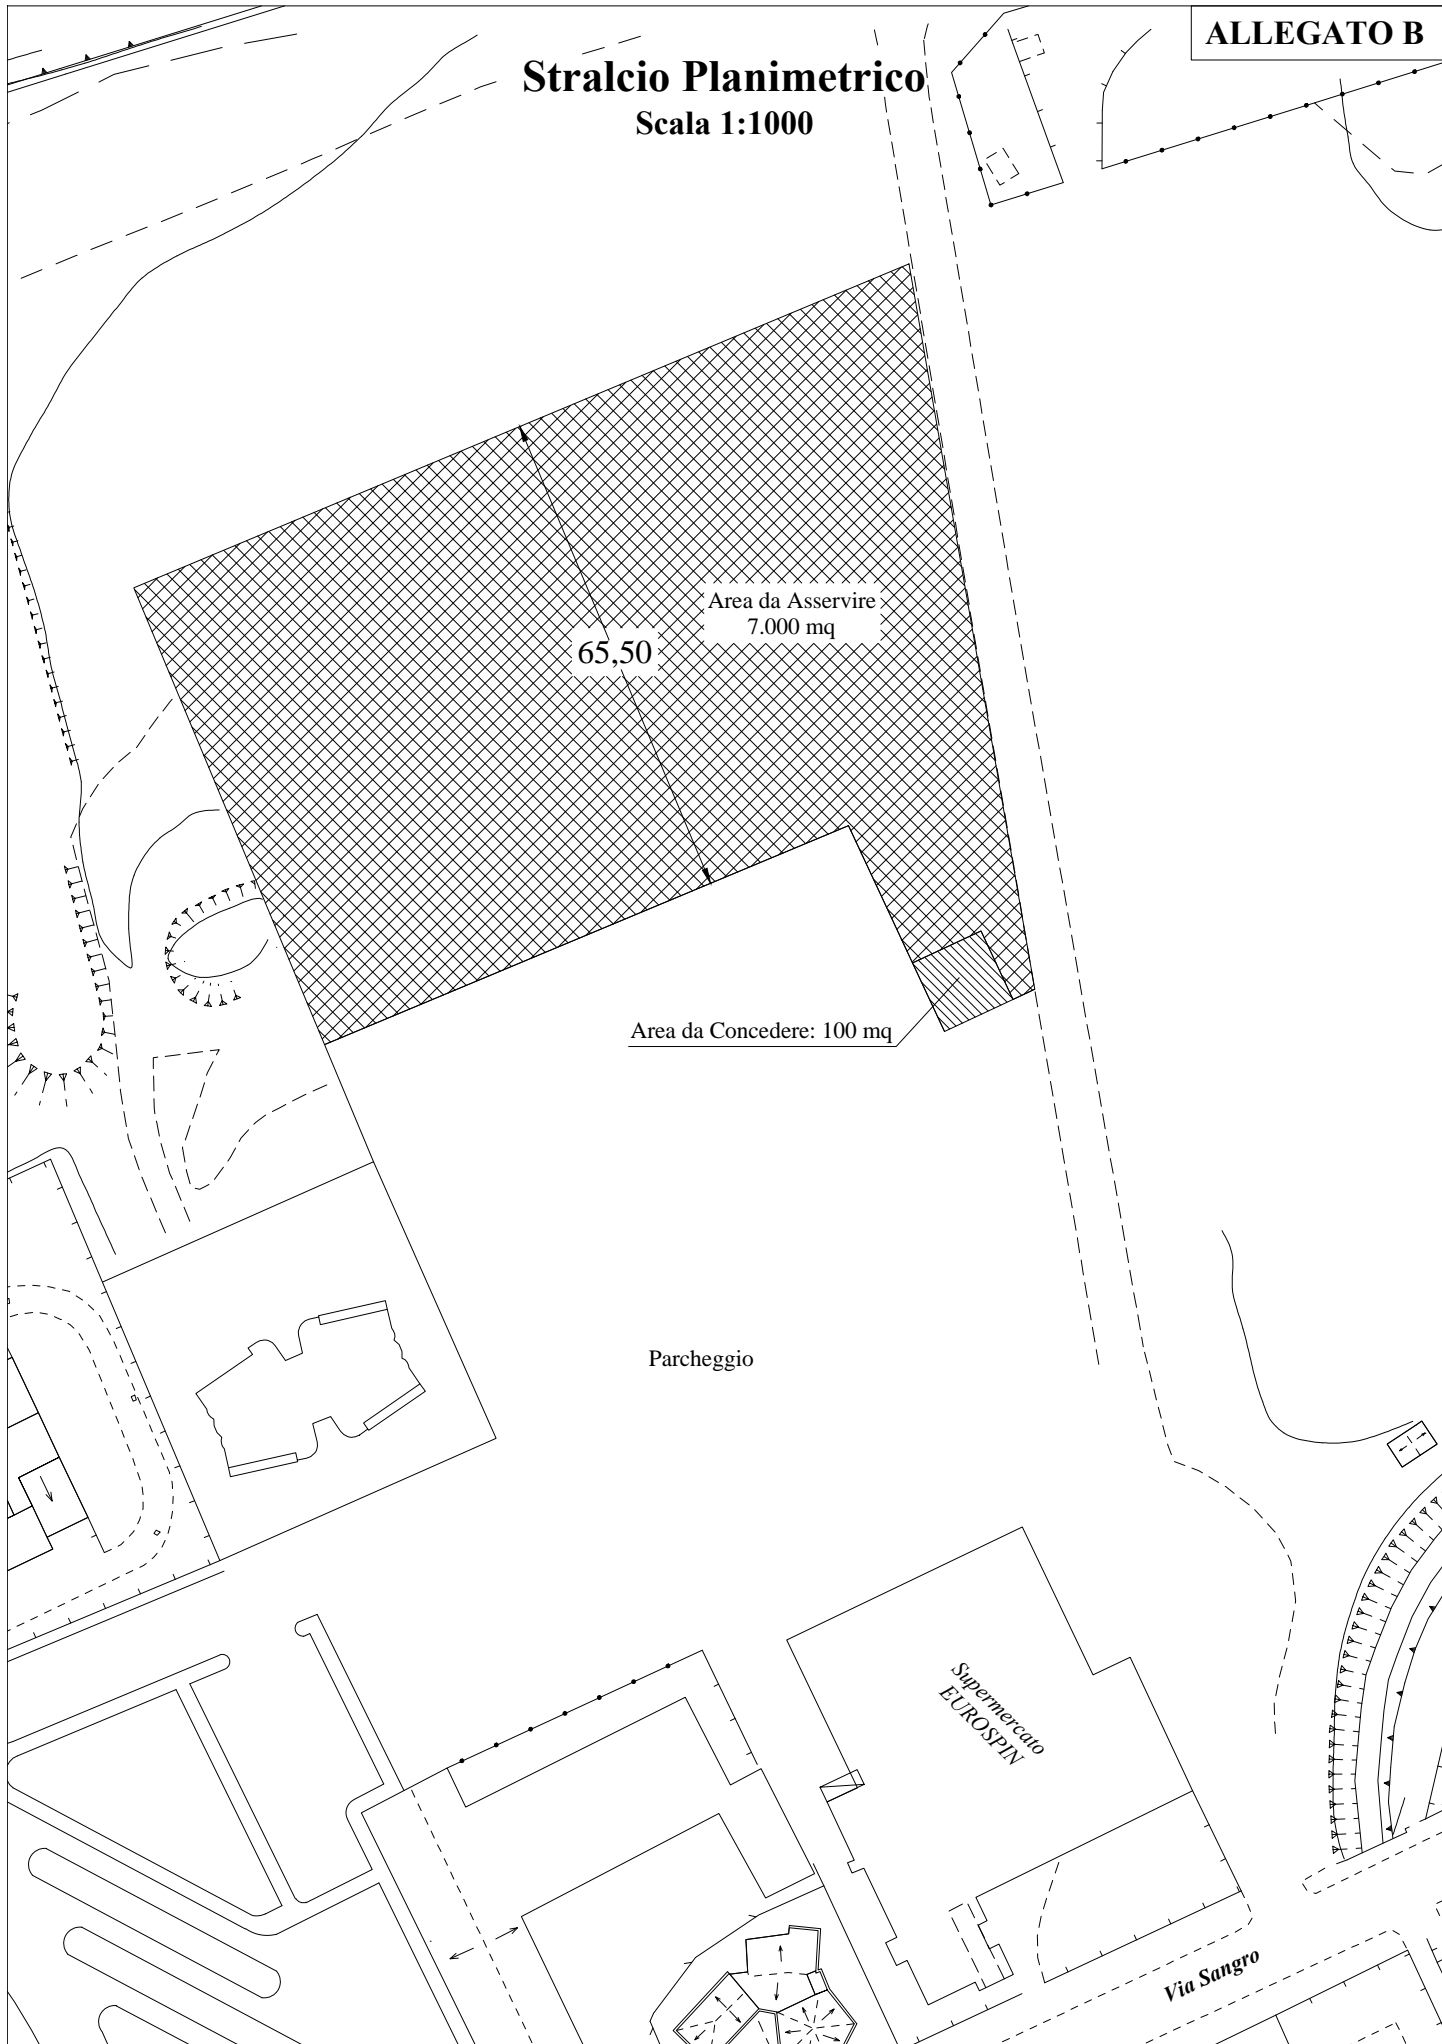 ALLEGATO B
Stralcio Planimetrico
Scala 1:1000
Area da Asservire
7.000 mq
65,50
Area da Concedere: 100 mq
Parcheggio
Supermercato
EUROSPIN
Via Sangro